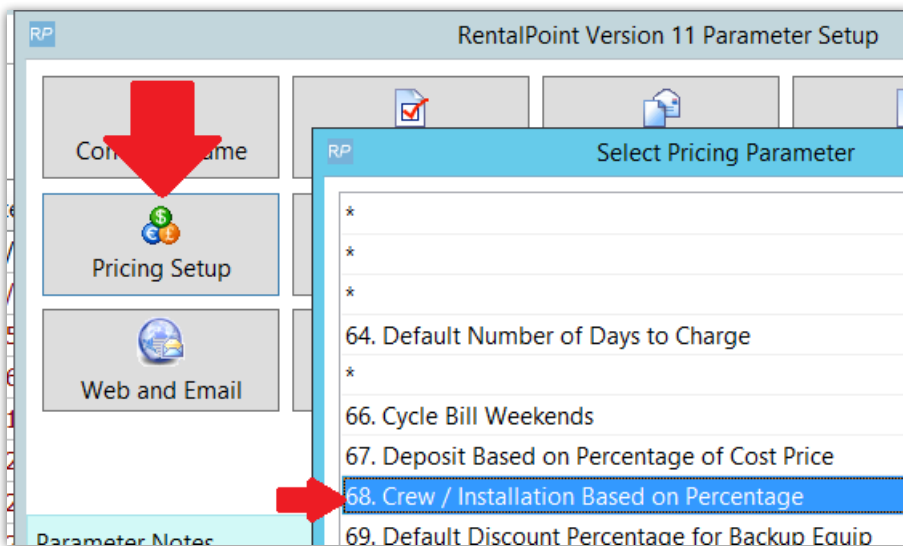 RP RentalPoint Version 11 Parameter Setup
RP Select Pricing Parameter
*
*
*
Pricing Setup
64. Default Number of Days to Charge
*
Web and Email
66. Cycle Bill Weekends
67. Deposit Based on Percentage of Cost Price
68. Crew / Installation Based on Percentage
69. Default Discount Percentage for Backup Equip
Parameter Notes